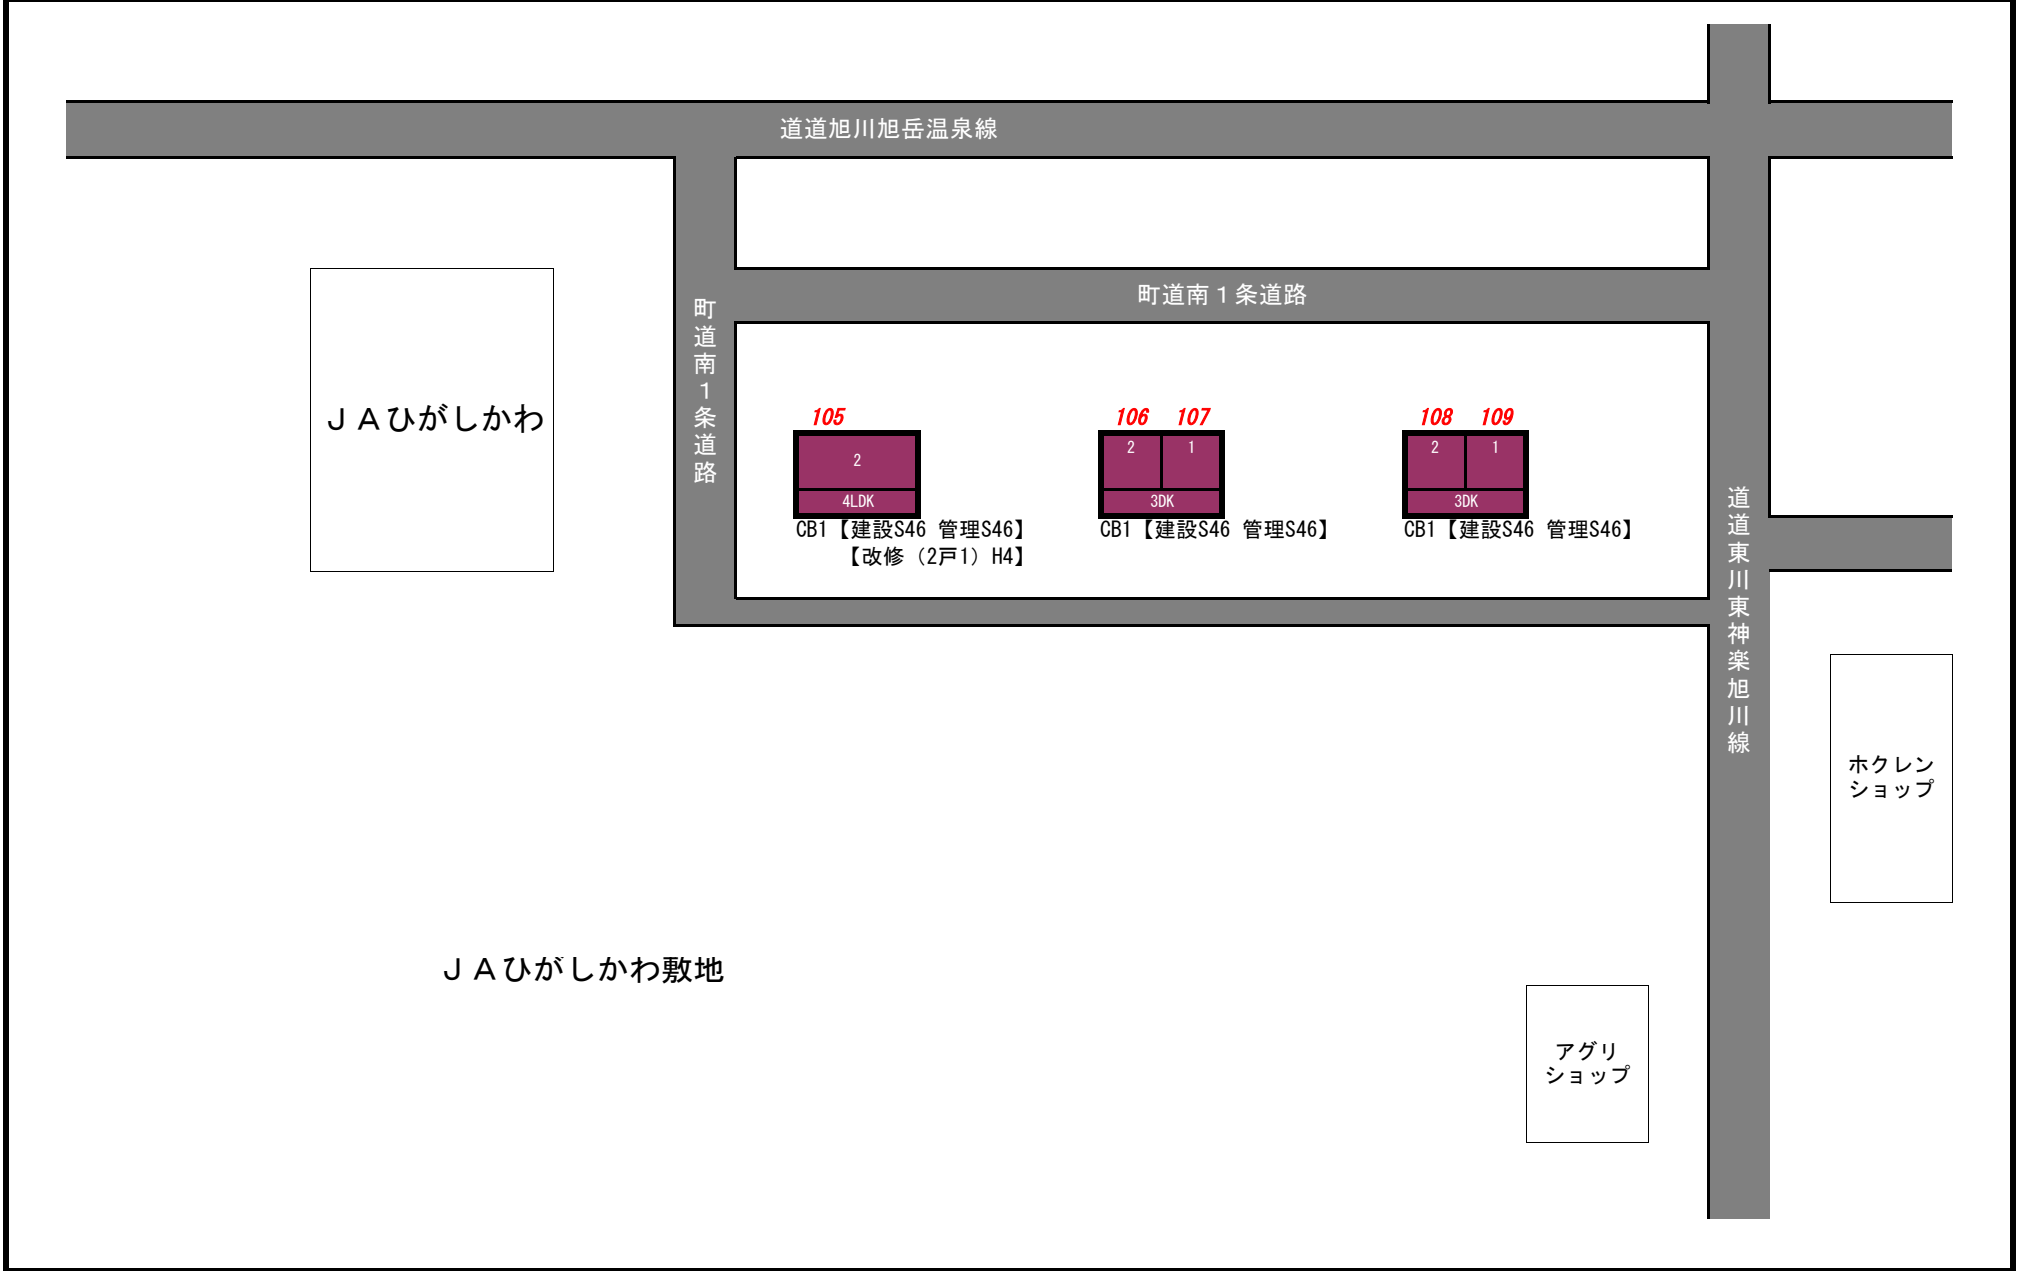 道道旭川旭岳温泉線
町道南１条道路
町道南１条道路
ＪＡひがしかわ
105
106 107
108 109
2
2 1
2 1
4LDK
3DK
3DK
CB1【建設S46 管理S46】
【改修（2戸1）H4】
CB1【建設S46 管理S46】
CB1【建設S46 管理S46】
道道東川東神楽旭川線
ホクレン
ショップ
ＪＡひがしかわ敷地
アグリ
ショップ